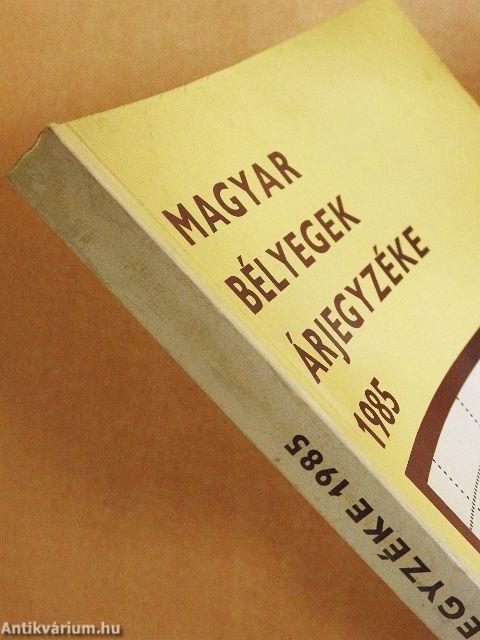 MAGYAR
BÉLYEGEK
ÁRJEGYZÉKE
1985
EGYZÉKE 1985
Antikvárium.hu